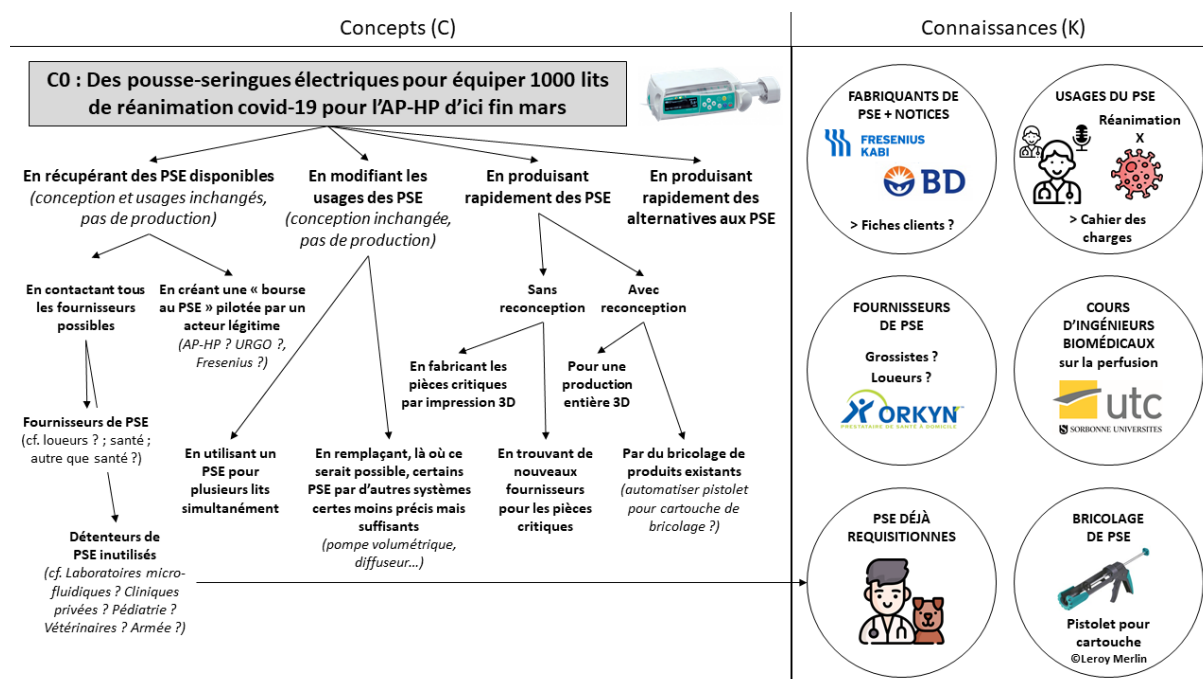 Concepts (C)
Connaissances (K)
C0 : Des pousse-seringues électriques pour équiper 1000 lits
de réanimation covid-19 pour l'AP-HP d'ici fin mars
En récupérant des PSE disponibles
(conception et usages inchangés,
pas de production)
En modifiant les
usages des PSE
(conception inchangée,
pas de production)
En produisant
rapidement des PSE
En produisant
rapidement des
alternatives aux PSE
En contactant tous
les fournisseurs
possibles
En créant une « bourse
au PSE » pilotée par un
acteur légitime
(AP-HP ? URGO ?,
Fresenius ?)
Sans
reconception
Avec
reconception
En fabricant les
pièces critiques
par impression 3D
Pour une
production
entière 3D
Fournisseurs de PSE
(cf. loueurs ? ; santé ;
autre que santé ?)
En utilisant un
PSE pour
plusieurs lits
simultanément
En remplaçant, là où ce
serait possible, certains
PSE par d'autres systèmes
certes moins précis mais
suffisants
(pompe volumétrique,
diffuseur...)
En trouvant de
nouveaux
fournisseurs
pour les pièces
critiques
Par du bricolage de
produits existants
(automatiser pistolet
pour cartouche de
bricolage ?)
Détenteurs de
PSE inutilisés
(cf. Laboratoires micro-
fluidiques ? Cliniques
privées ? Pédiatrie ?
Vétérinaires ? Armée ?)
FABRIQUANTS DE
PSE + NOTICES
FRESENIUS
KABI
BD
> Fiches clients ?
USAGES DU PSE
Réanimation
X
> Cahier des
charges
FOURNISSEURS
DE PSE
Grossistes ?
Loueurs ?
ORKYN
PRESTATAIRE DE SANTÉ À DOMICILE
COURS
D'INGÉNIEURS
BIOMÉDICAUX
sur la perfusion
utc
SORBONNE UNIVERSITES
PSE DÉJÀ
REQUISITIONNES
BRICOLAGE
DE PSE
Pistolet pour
cartouche
©Leroy Merlin